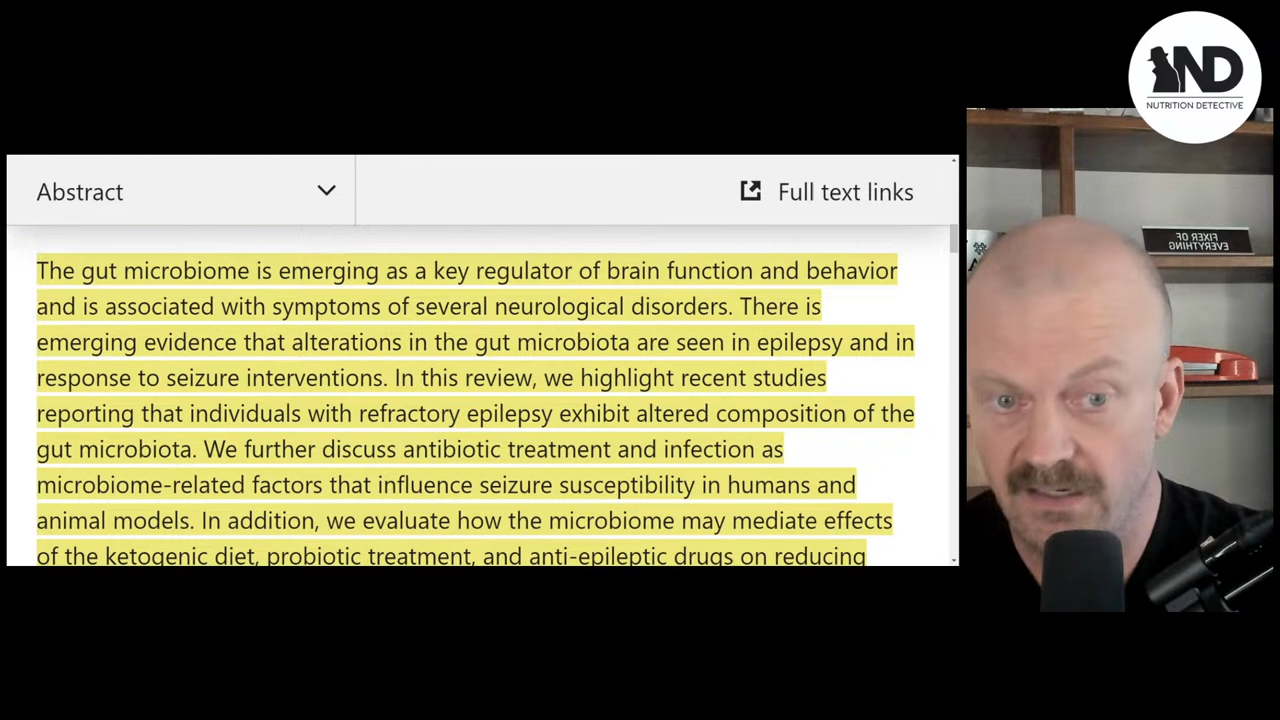 ND
NUTRITION DETECTIVE
Abstract
Full text links
The gut microbiome is emerging as a key regulator of brain function and behavior
and is associated with symptoms of several neurological disorders. There is
emerging evidence that alterations in the gut microbiota are seen in epilepsy and in
response to seizure interventions. In this review, we highlight recent studies
reporting that individuals with refractory epilepsy exhibit altered composition of the
gut microbiota. We further discuss antibiotic treatment and infection as
microbiome-related factors that influence seizure susceptibility in humans and
animal models. In addition, we evaluate how the microbiome may mediate effects
of the ketogenic diet, probiotic treatment, and anti-epileptic drugs on reducing
FIXER OF
EVERYTHING